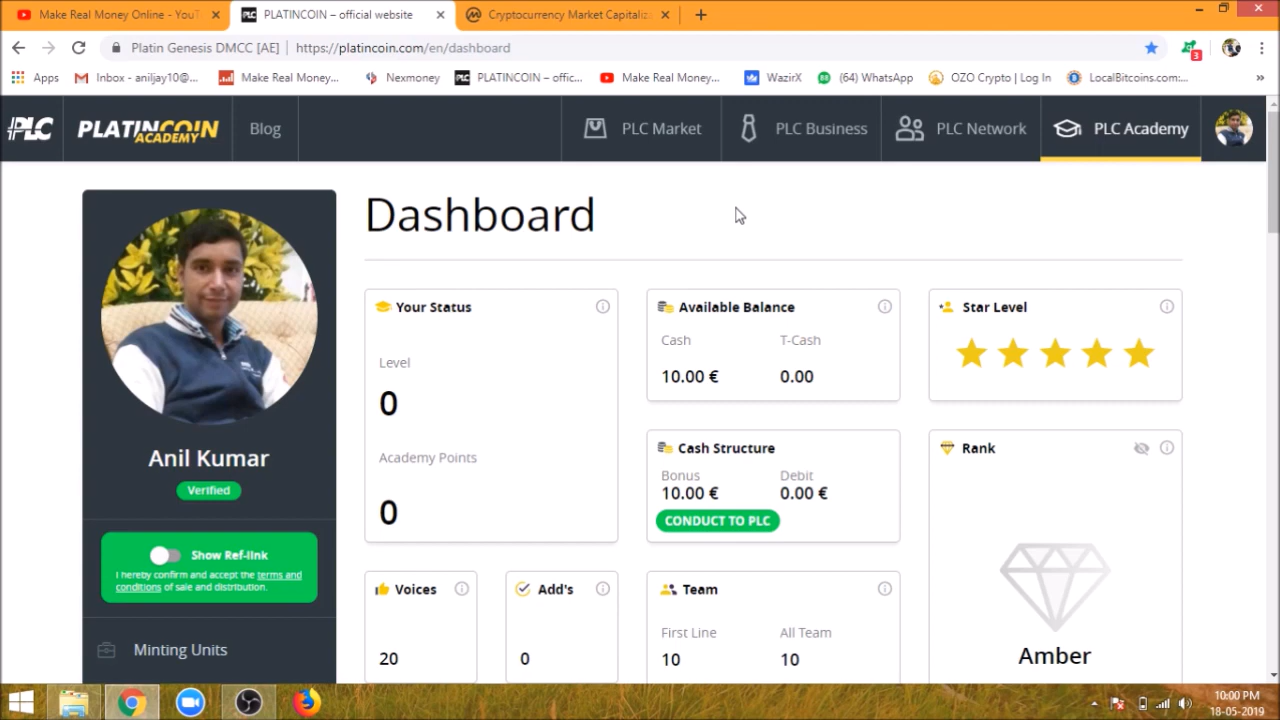 Make Real Money Online - YouT
PLATINCOIN – official website
Cryptocurrency Market Capitaliz
Platin Genesis DMCC [AE] | https://platincoin.com/en/dashboard
3
Apps
Inbox - aniljay10@...
Make Real Money...
Nexmoney
PLC
PLATINCOIN – offic...
Make Real Money...
WazirX
(64) WhatsApp
OZO Crypto | Log In
LocalBitcoins.com:...
»
PLC
PLATINCOIN
ACADEMY
Blog
PLC Market
PLC Business
PLC Network
PLC Academy
Dashboard
Anil Kumar
Verified
Show Ref-link
I hereby confirm and accept the terms and
conditions of sale and distribution.
Minting Units
Your Status
Level
0
Academy Points
0
Available Balance
Cash
T-Cash
10.00 €
0.00
Star Level
Cash Structure
Bonus
Debit
10.00 €
0.00 €
CONDUCT TO PLC
Rank
Amber
Voices
20
Add's
0
Team
First Line
All Team
10
10
10:00 PM
18-05-2019